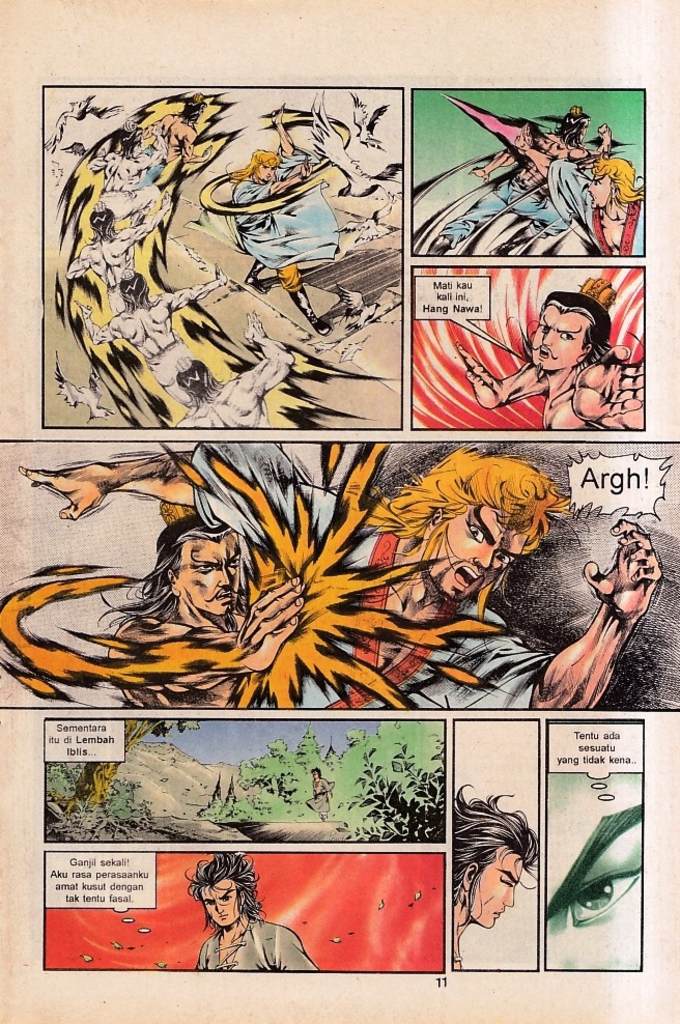 Mati kau
kali ini,
Hang Nawa!
Argh!
Sementara
itu di Lembah
Iblis...
Ganjil sekali!
Aku rasa perasaanku
amat kusut dengan
tak tentu fasal.
Tentu ada
sesuatu
yang tidak kena..
11